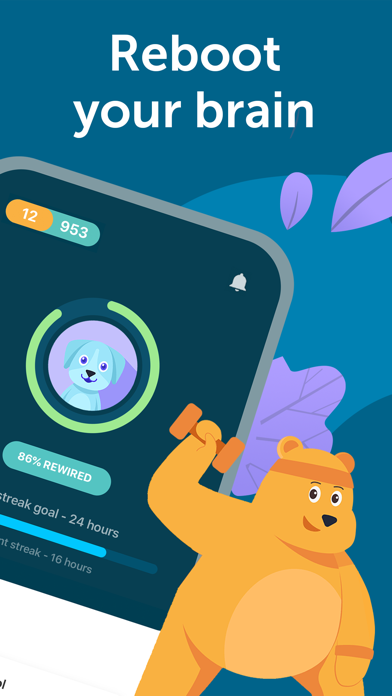 Reboot
your brain
12 953
86% REWIRED
streak goal - 24 hours
nt streak - 16 hours